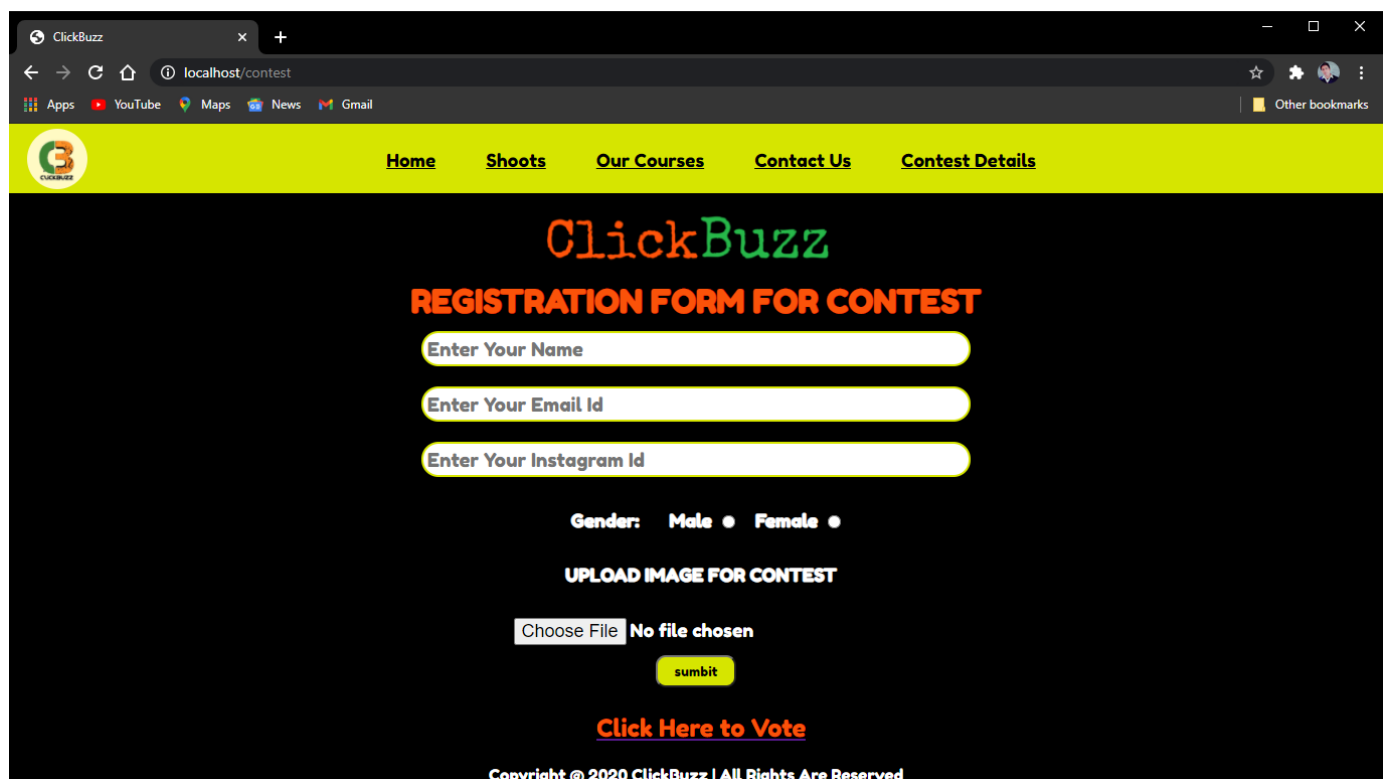 ClickBuzz
localhost/contest
Apps YouTube Maps News Gmail Other bookmarks
CLICKBUZZ
Home Shoots Our Courses Contact Us Contest Details
ClickBuzz
REGISTRATION FORM FOR CONTEST
Enter Your Name
Enter Your Email Id
Enter Your Instagram Id
Gender: Male Female
UPLOAD IMAGE FOR CONTEST
Choose File No file chosen
sumbit
Click Here to Vote
Copyright @ 2020 ClickBuzz | All Rights Are Reserved